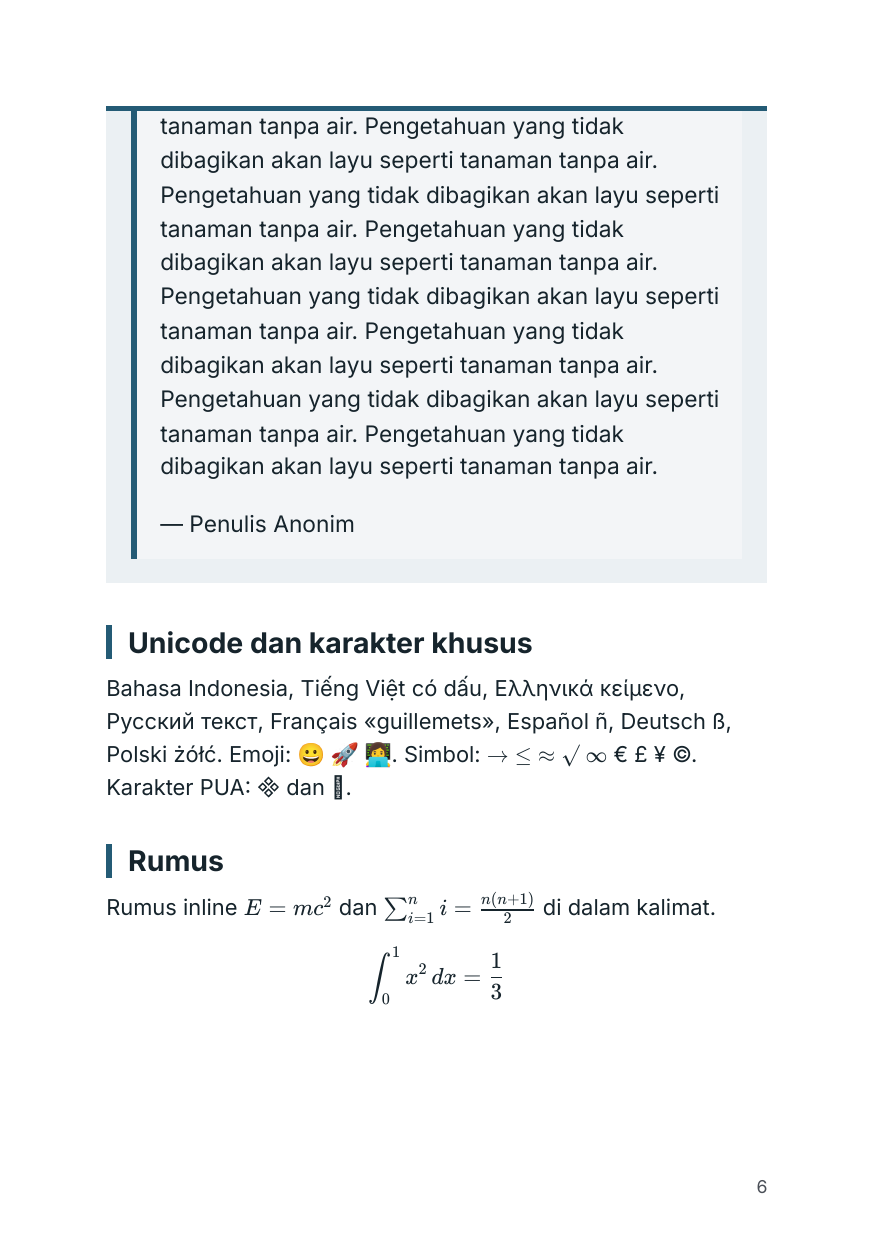 tanaman tanpa air. Pengetahuan yang tidak
dibagikan akan layu seperti tanaman tanpa air.
Pengetahuan yang tidak dibagikan akan layu seperti
tanaman tanpa air. Pengetahuan yang tidak
dibagikan akan layu seperti tanaman tanpa air.
Pengetahuan yang tidak dibagikan akan layu seperti
tanaman tanpa air. Pengetahuan yang tidak
dibagikan akan layu seperti tanaman tanpa air.
Pengetahuan yang tidak dibagikan akan layu seperti
tanaman tanpa air. Pengetahuan yang tidak
dibagikan akan layu seperti tanaman tanpa air.
— Penulis Anonim
Unicode dan karakter khusus
Bahasa Indonesia, Tiếng Việt có dấu, Ελληνικά κείμενο,
Русский текст, Français «guillemets», Español ñ, Deutsch ß,
Polski żółć. Emoji: 😀 🚀 🧑‍💻. Simbol: → ≤ ≈ √ ∞ € £ ¥ ©.
Karakter PUA: dan .
Rumus
Rumus inline E = mc² dan ∑ⁿᵢ₌₁ i = n(n+1)/2 di dalam kalimat.
∫₀¹ x² dx = 1/3
6